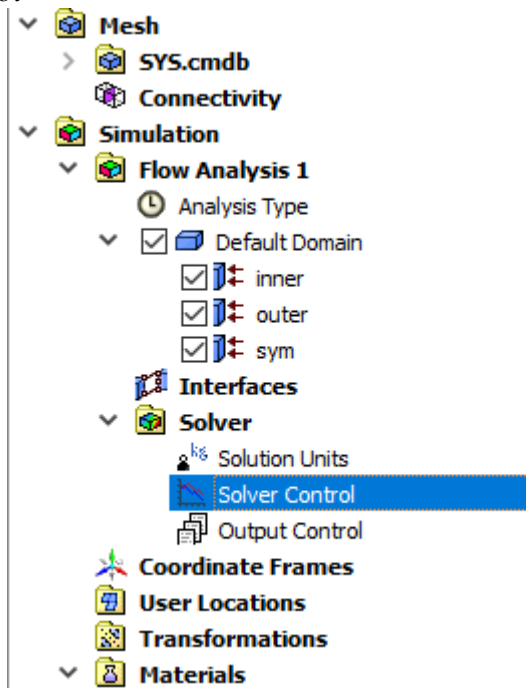 Mesh
SYS.cmdb
Connectivity
Simulation
Flow Analysis 1
Analysis Type
Default Domain
inner
outer
sym
Interfaces
Solver
Solution Units
Solver Control
Output Control
Coordinate Frames
User Locations
Transformations
Materials